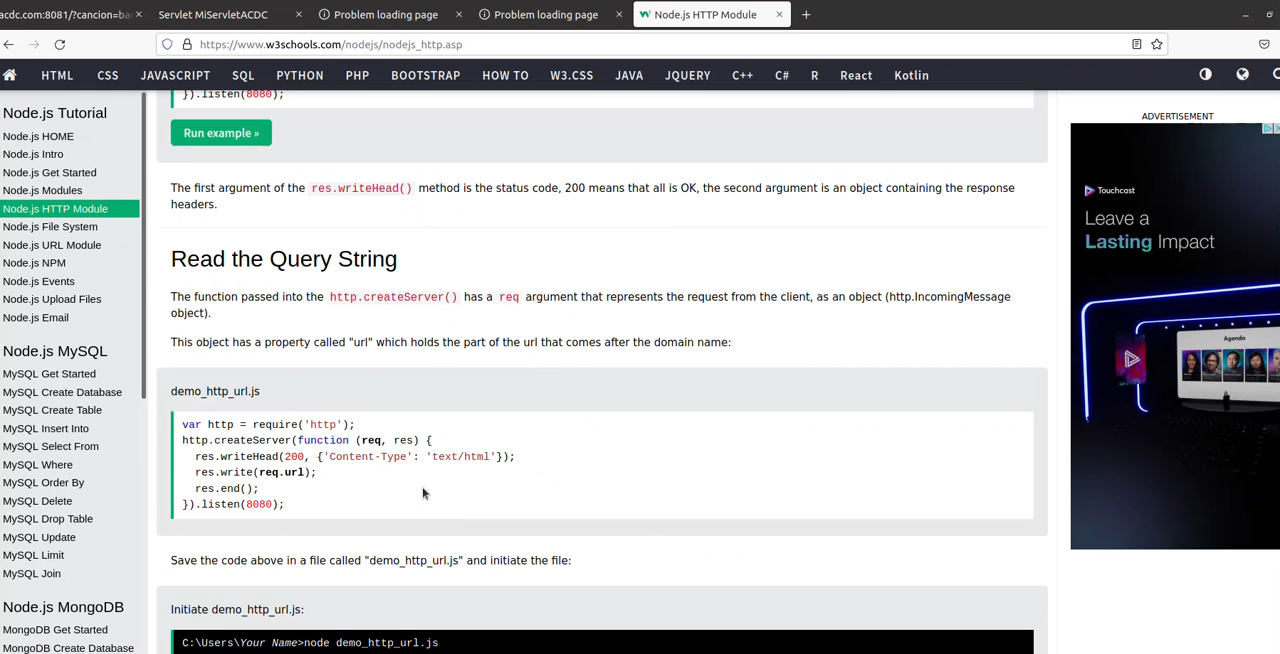 acdc.com:8081/?cancion=ba
Servlet MiServletACDC
Problem loading page
Problem loading page
Node.js HTTP Module
https://www.w3schools.com/nodejs/nodejs_http.asp
HTML CSS JAVASCRIPT SQL PYTHON PHP BOOTSTRAP HOW TO W3.CSS JAVA JQUERY C++ C# R React Kotlin
Node.js Tutorial
Node.js HOME
Node.js Intro
Node.js Get Started
Node.js Modules
Node.js HTTP Module
Node.js File System
Node.js URL Module
Node.js NPM
Node.js Events
Node.js Upload Files
Node.js Email
Node.js MySQL
MySQL Get Started
MySQL Create Database
MySQL Create Table
MySQL Insert Into
MySQL Select From
MySQL Where
MySQL Order By
MySQL Delete
MySQL Drop Table
MySQL Update
MySQL Limit
MySQL Join
Node.js MongoDB
MongoDB Get Started
MongoDB Create Database
}).listen(8080);
Run example »
The first argument of the res.writeHead() method is the status code, 200 means that all is OK, the second argument is an object containing the response
headers.
Read the Query String
The function passed into the http.createServer() has a req argument that represents the request from the client, as an object (http.IncomingMessage
object).
This object has a property called "url" which holds the part of the url that comes after the domain name:
demo_http_url.js
var http = require('http');
http.createServer(function (req, res) {
res.writeHead(200, {'Content-Type': 'text/html'});
res.write(req.url);
res.end();
}).listen(8080);
Save the code above in a file called "demo_http_url.js" and initiate the file:
Initiate demo_http_url.js:
C:\Users\Your Name>node demo_http_url.js
ADVERTISEMENT
Touchcast
Leave a
Lasting Impact
Agenda